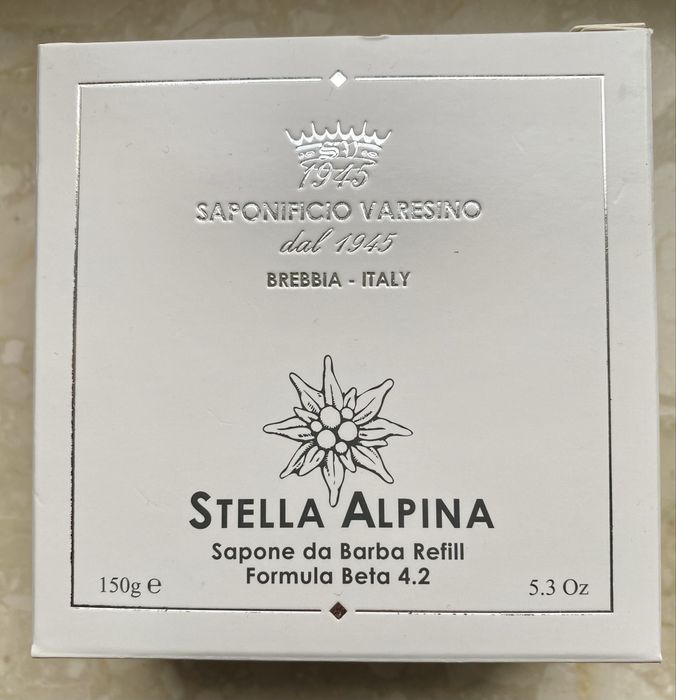 SV
1945
SAPONIFICIO VARESINO
dal 1945
BREBBIA - ITALY
STELLA ALPINA
Sapone da Barba Refill
Formula Beta 4.2
150g ℮
5.3 Oz